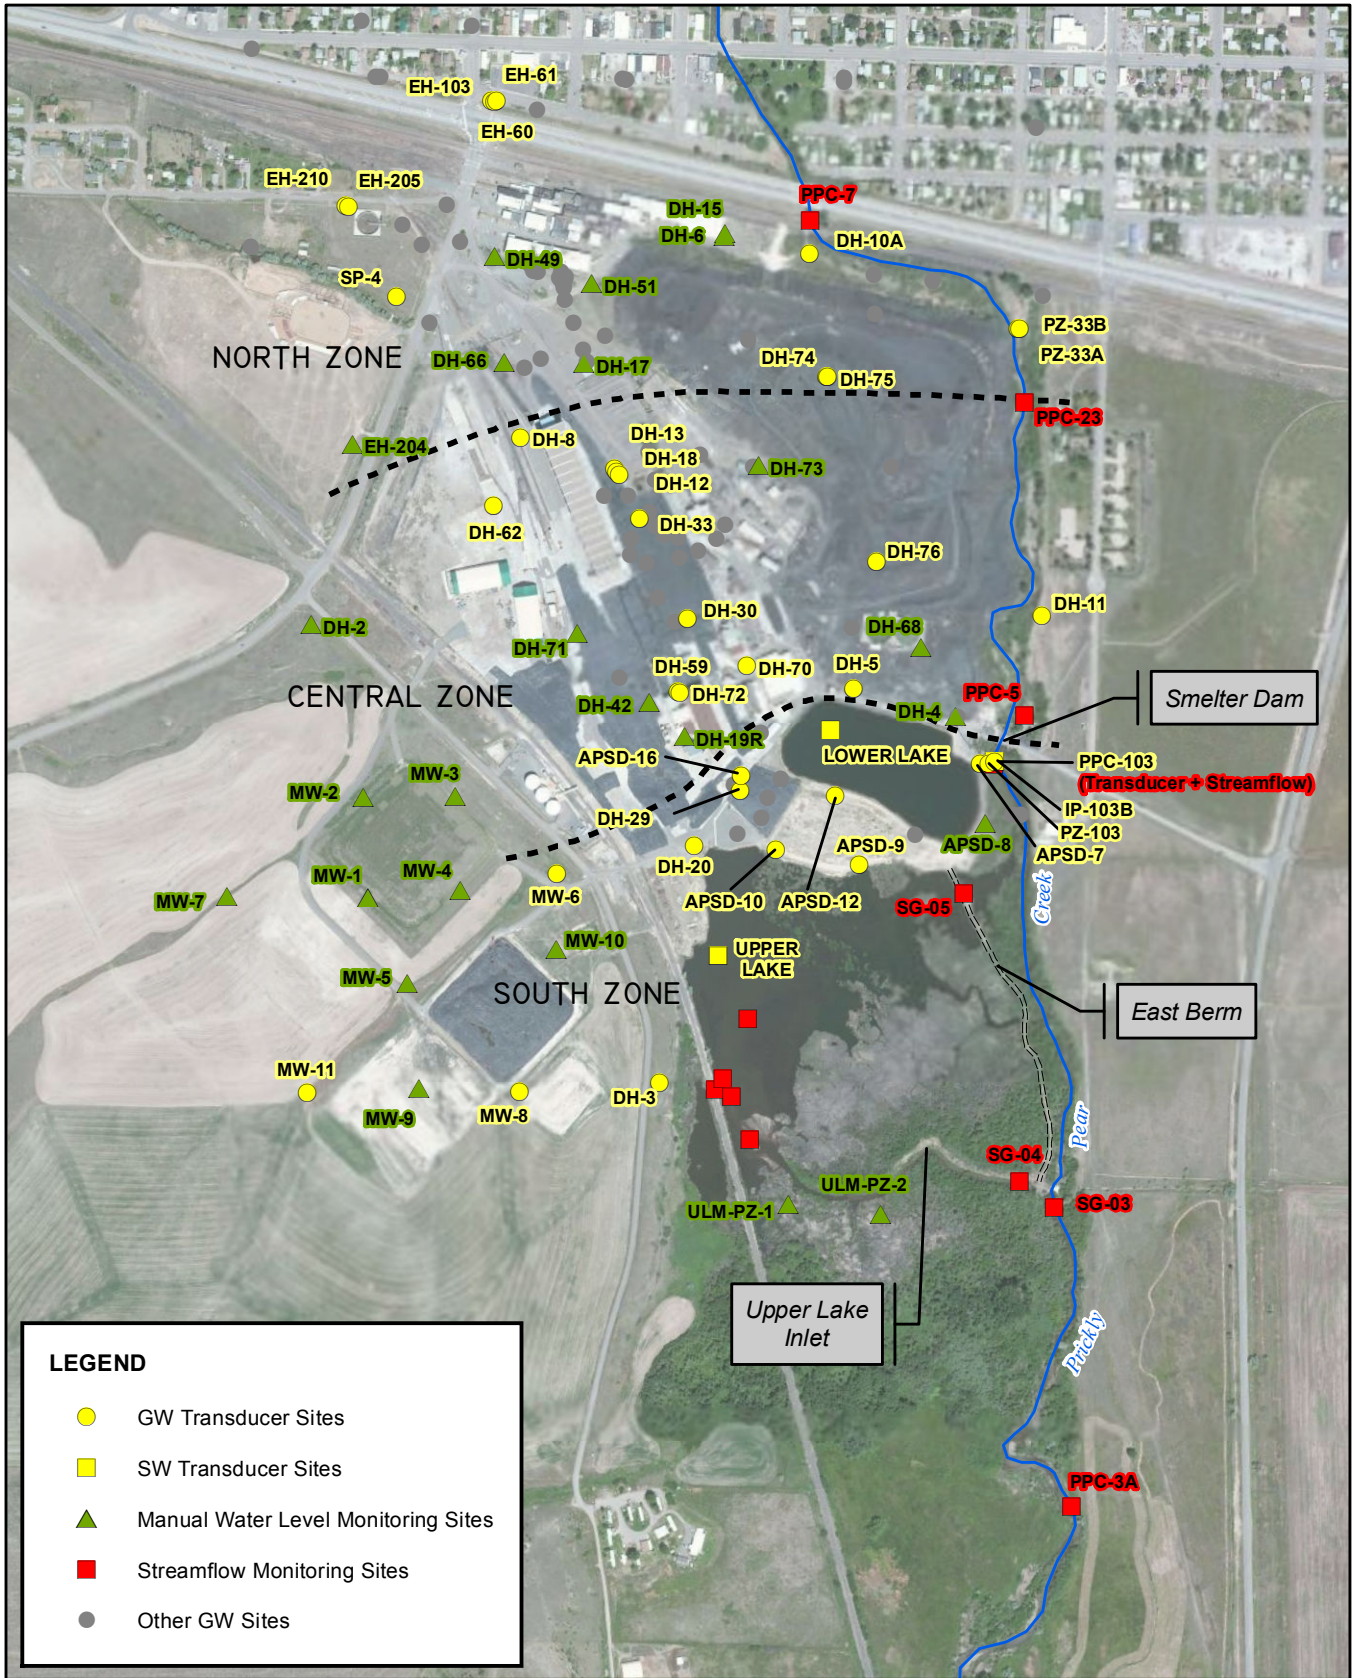 EH-61
EH-103
EH-60
EH-210
EH-205
PPC-7
DH-15
DH-6
DH-10A
DH-49
SP-4
DH-51
PZ-33B
PZ-33A
NORTH ZONE
DH-66
DH-17
DH-74
DH-75
PPC-23
EH-204
DH-8
DH-13
DH-18
DH-12
DH-73
DH-62
DH-33
DH-76
DH-30
DH-11
DH-2
DH-71
DH-68
DH-59
DH-70
DH-5
CENTRAL ZONE
DH-72
DH-42
PPC-5
DH-4
Smelter Dam
DH-19R
LOWER LAKE
APSD-16
PPC-103
(Transducer + Streamflow)
MW-3
MW-2
IP-103B
DH-29
PZ-103
APSD-7
APSD-8
APSD-9
DH-20
MW-4
MW-1
MW-6
MW-7
APSD-10
APSD-12
SG-05
Creek
MW-10
UPPER
LAKE
MW-5
SOUTH ZONE
East Berm
MW-11
MW-9
MW-8
DH-3
Pear
SG-04
ULM-PZ-2
ULM-PZ-1
SG-03
Upper Lake
Inlet
Prickly
PPC-3A
LEGEND
GW Transducer Sites
SW Transducer Sites
Manual Water Level Monitoring Sites
Streamflow Monitoring Sites
Other GW Sites